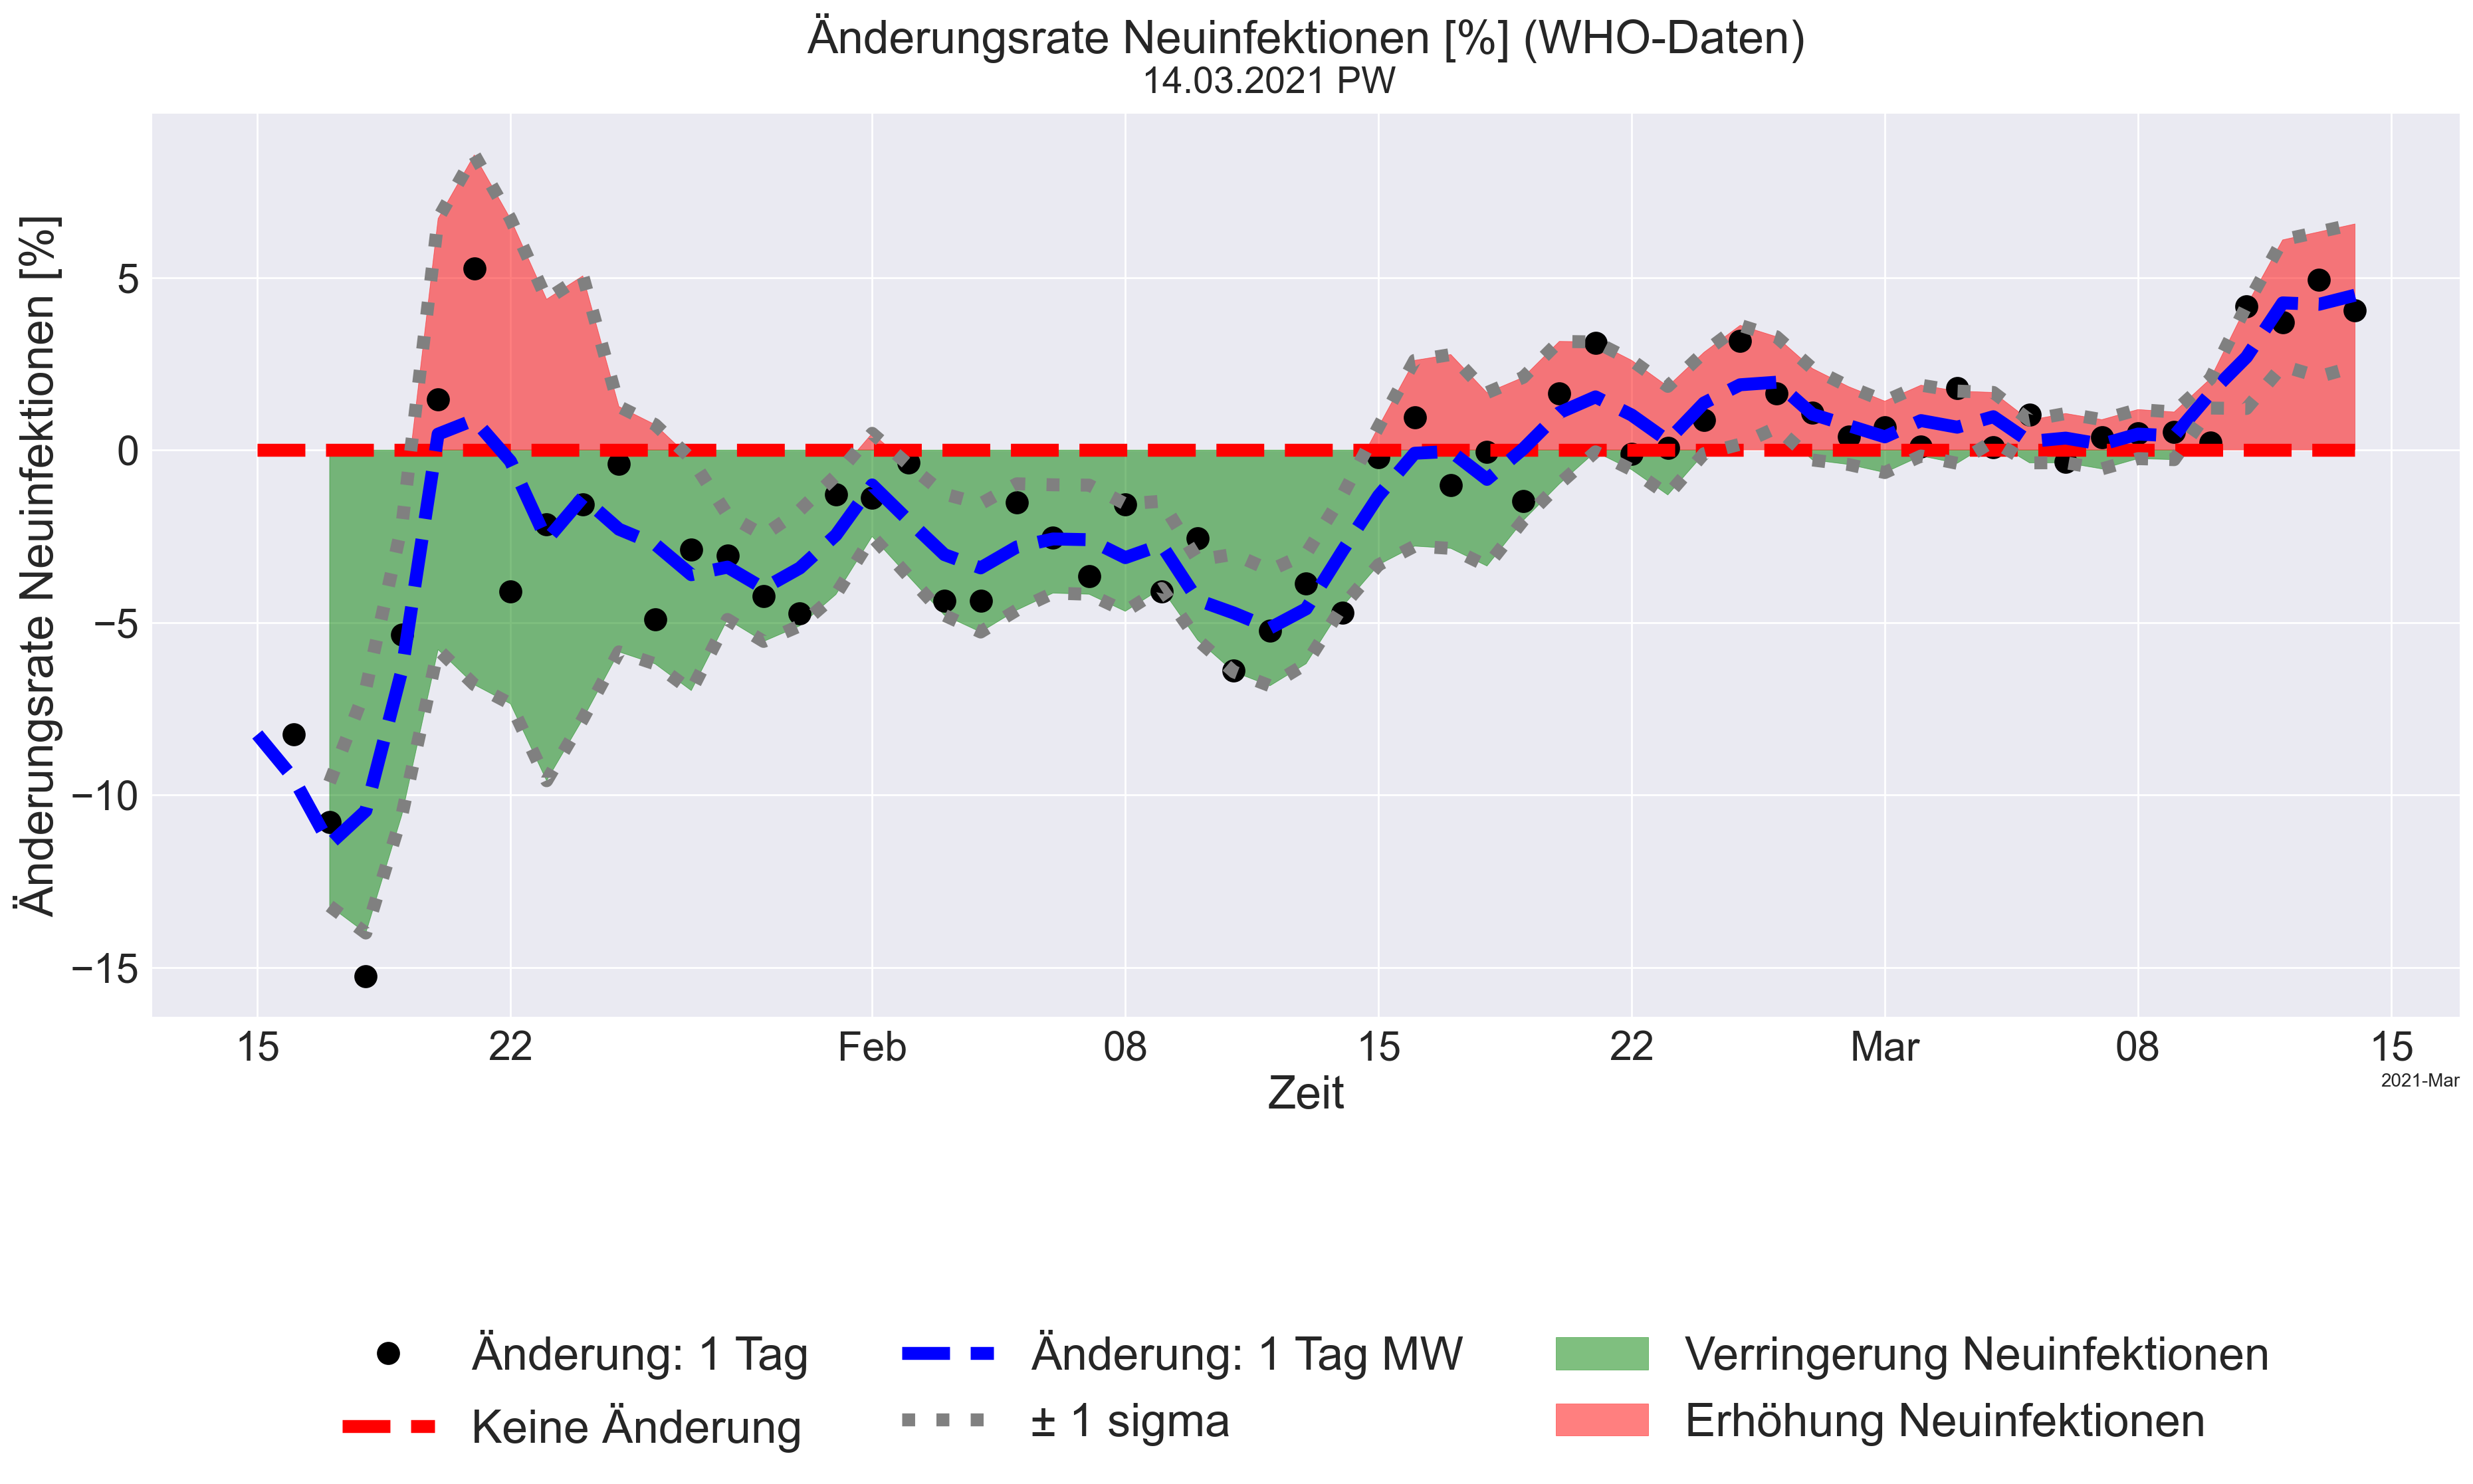 Änderungsrate Neuinfektionen [%] (WHO-Daten)
14.03.2021 PW
Änderungsrate Neuinfektionen [%]
5
0
−5
−10
−15
15 22 Feb 08 15 22 Mar 08 15
Zeit
2021-Mar
Änderung: 1 Tag
Keine Änderung
Änderung: 1 Tag MW
± 1 sigma
Verringerung Neuinfektionen
Erhöhung Neuinfektionen